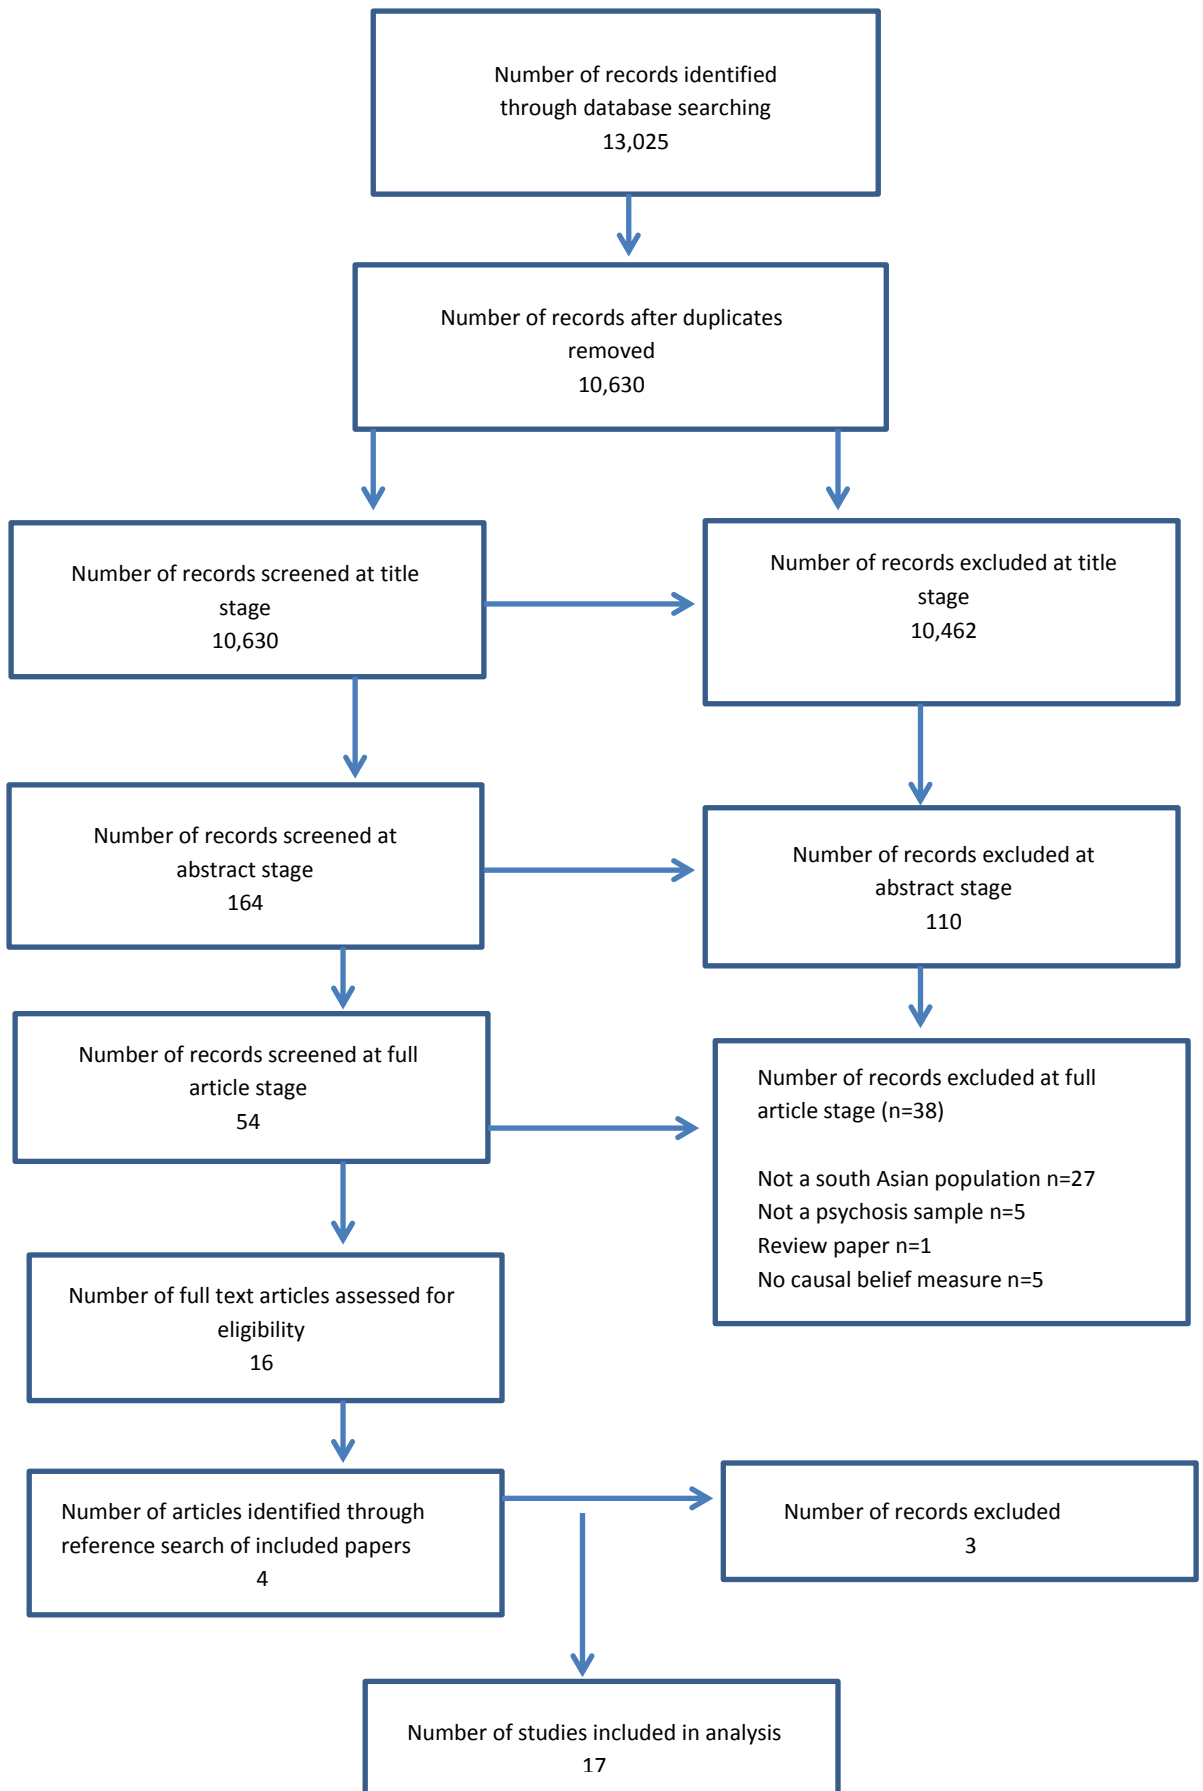 Number of records identified
through database searching
13,025
Number of records after duplicates
removed
10,630
Number of records screened at title
stage
10,630
Number of records excluded at title
stage
10,462
Number of records screened at
abstract stage
164
Number of records excluded at
abstract stage
110
Number of records screened at full
article stage
54
Number of records excluded at full
article stage (n=38)
Not a south Asian population n=27
Not a psychosis sample n=5
Review paper n=1
No causal belief measure n=5
Number of full text articles assessed for
eligibility
16
Number of articles identified through
reference search of included papers
4
Number of records excluded
3
Number of studies included in analysis
17